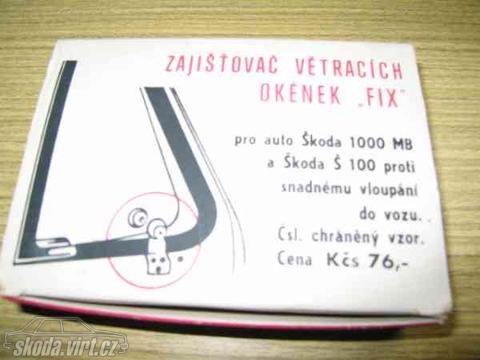 ZAJIŠŤOVAČ VĚTRACÍCH
OKÉNEK „FIX"
pro auto Škoda 1000 MB
a Škoda Š 100 proti
snadnému vloupání
do vozu.
Čsl. chráněný vzor.
Cena Kčs 76,-
skoda.virt.cz